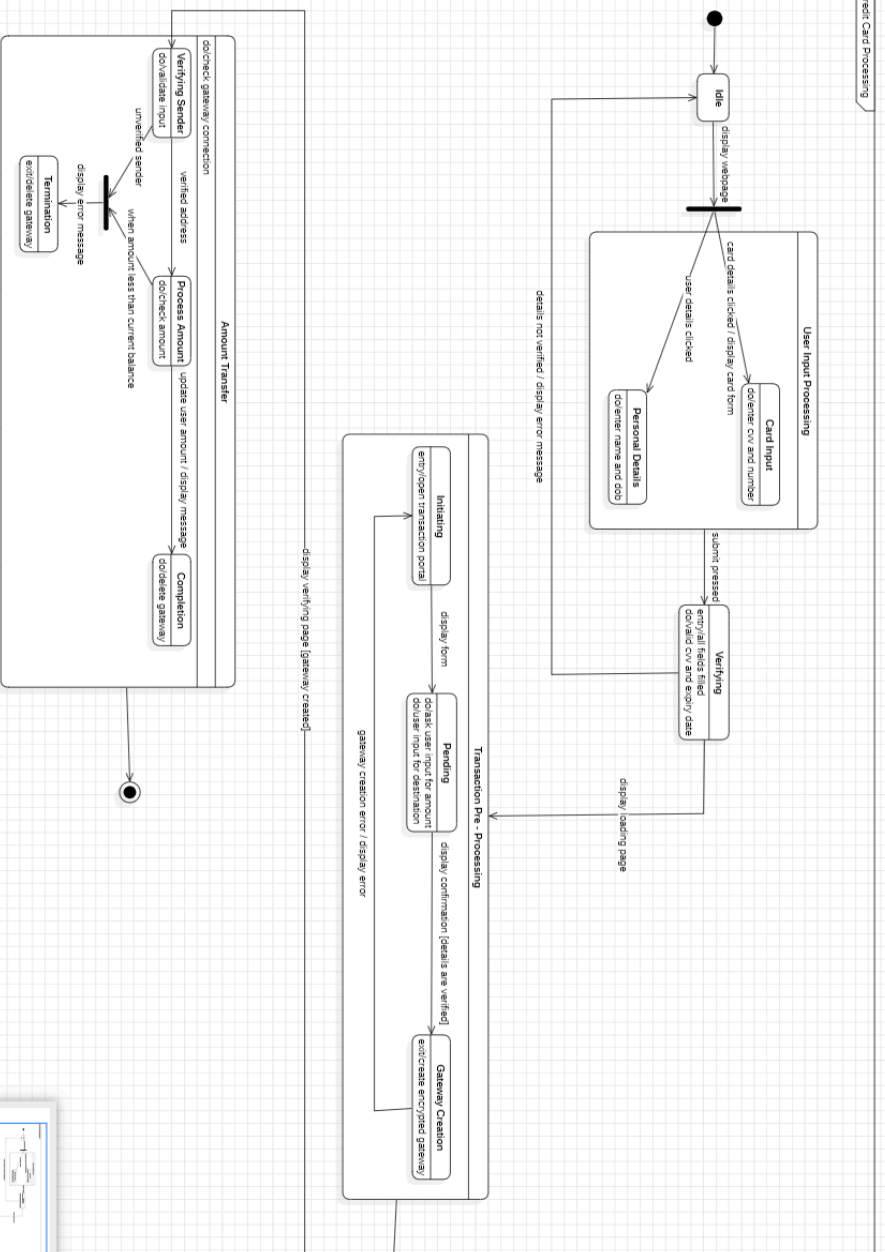 redit Card Processing
Idle
display webpage
User Input Processing
card details clicked / display card form
user details clicked
Card Input
do/enter cvv and number
Personal Details
do/enter name and dob
submit pressed
Verifying
entry/all fields filled
do/valid cvv and expiry date
details not verified / display error message
display loading page
Transaction Pre - Processing
Initiating
entry/open transaction portal
display form
Pending
do/ask user input for amount
do/user input for destination
display confirmation [details are verified]
Gateway Creation
exit/create encrypted gateway
gateway creation error / display error
display verifying page [gateway created]
Amount Transfer
do/check gateway connection
Verifying Sender
do/validate input
verified address
Process Amount
do/check amount
update user amount / display message
Completion
do/delete gateway
unverified sender
when amount less than current balance
display error message
Termination
exit/delete gateway